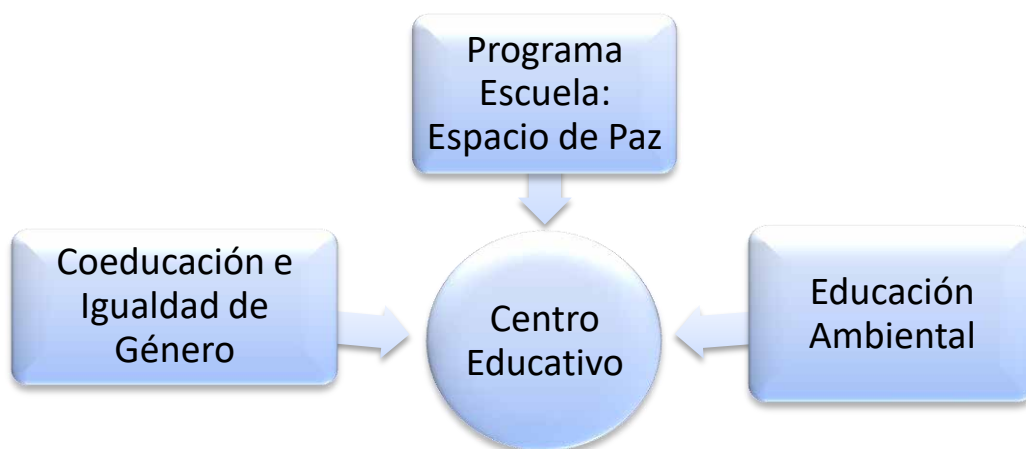 Programa
Escuela:
Espacio de Paz
Coeducación e
Igualdad de
Género
Centro
Educativo
Educación
Ambiental